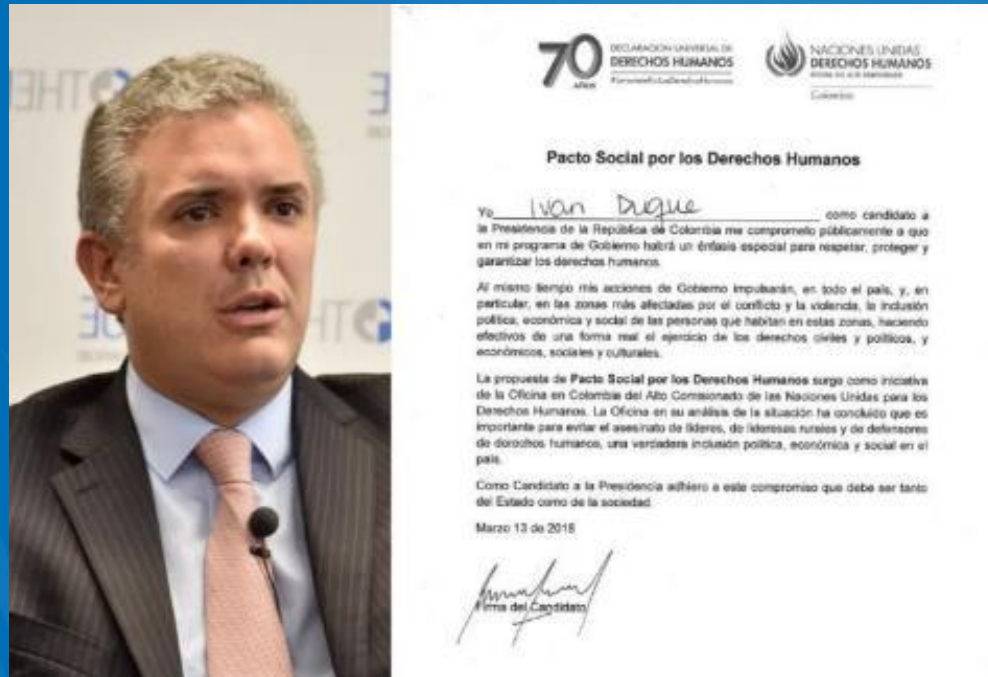 70
AÑOS
DECLARACIÓN UNIVERSAL DE
DERECHOS HUMANOS
NACIONES UNIDAS
DERECHOS HUMANOS
OFICINA DEL ALTO COMISIONADO
Colombia
Pacto Social por los Derechos Humanos
Yo Ivan Duque como candidato a
la Presidencia de la República de Colombia me comprometo públicamente a que
en mi programa de Gobierno habrá un énfasis especial para respetar, proteger y
garantizar los derechos humanos.
Al mismo tiempo mis acciones de Gobierno impulsarán, en todo el país, y, en
particular, en las zonas más afectadas por el conflicto y la violencia, la inclusión
política, económica y social de las personas que habitan en estas zonas, haciendo
efectivos de una forma real el ejercicio de los derechos civiles y políticos, y
económicos, sociales y culturales.
La propuesta de Pacto Social por los Derechos Humanos surge como iniciativa
de la Oficina en Colombia del Alto Comisionado de las Naciones Unidas para los
Derechos Humanos. La Oficina en su análisis de la situación ha concluido que es
importante para evitar el asesinato de líderes, de lideresas rurales y de defensores
de derechos humanos, una verdadera inclusión política, económica y social en el
país.
Como Candidato a la Presidencia adhiero a este compromiso que debe ser tanto
del Estado como de la sociedad.
Marzo 13 de 2018
Firma del Candidato